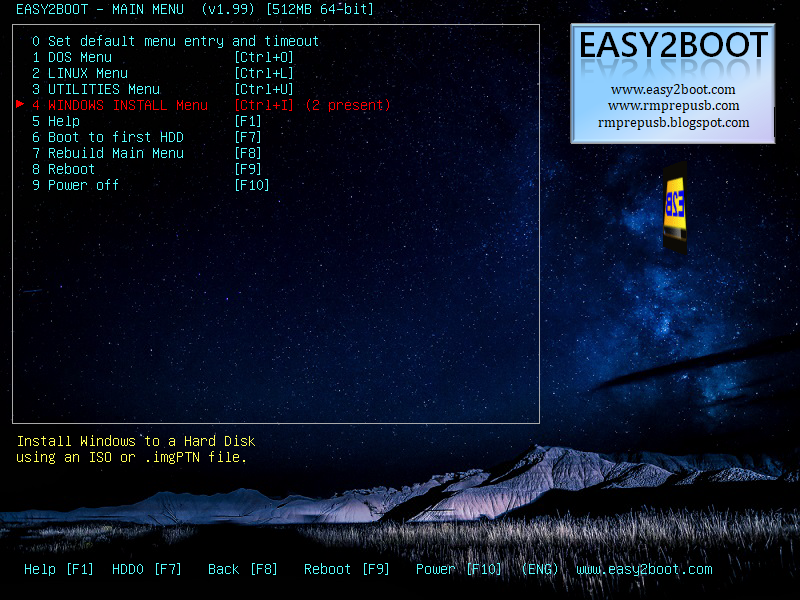 EASY2BOOT - MAIN MENU (v1.99) [512MB 64-bit]
0 Set default menu entry and timeout
1 DOS Menu [Ctrl+O]
2 LINUX Menu [Ctrl+L]
3 UTILITIES Menu [Ctrl+U]
4 WINDOWS INSTALL Menu [Ctrl+I] (2 present)
5 Help [F1]
6 Boot to first HDD [F7]
7 Rebuild Main Menu [F8]
8 Reboot [F9]
9 Power off [F10]
EASY2BOOT
www.easy2boot.com
www.rmprepusb.com
rmprepusb.blogspot.com
E2B
Install Windows to a Hard Disk
using an ISO or .imgPTN file.
Help [F1] HDD0 [F7] Back [F8] Reboot [F9] Power [F10] (ENG) www.easy2boot.com